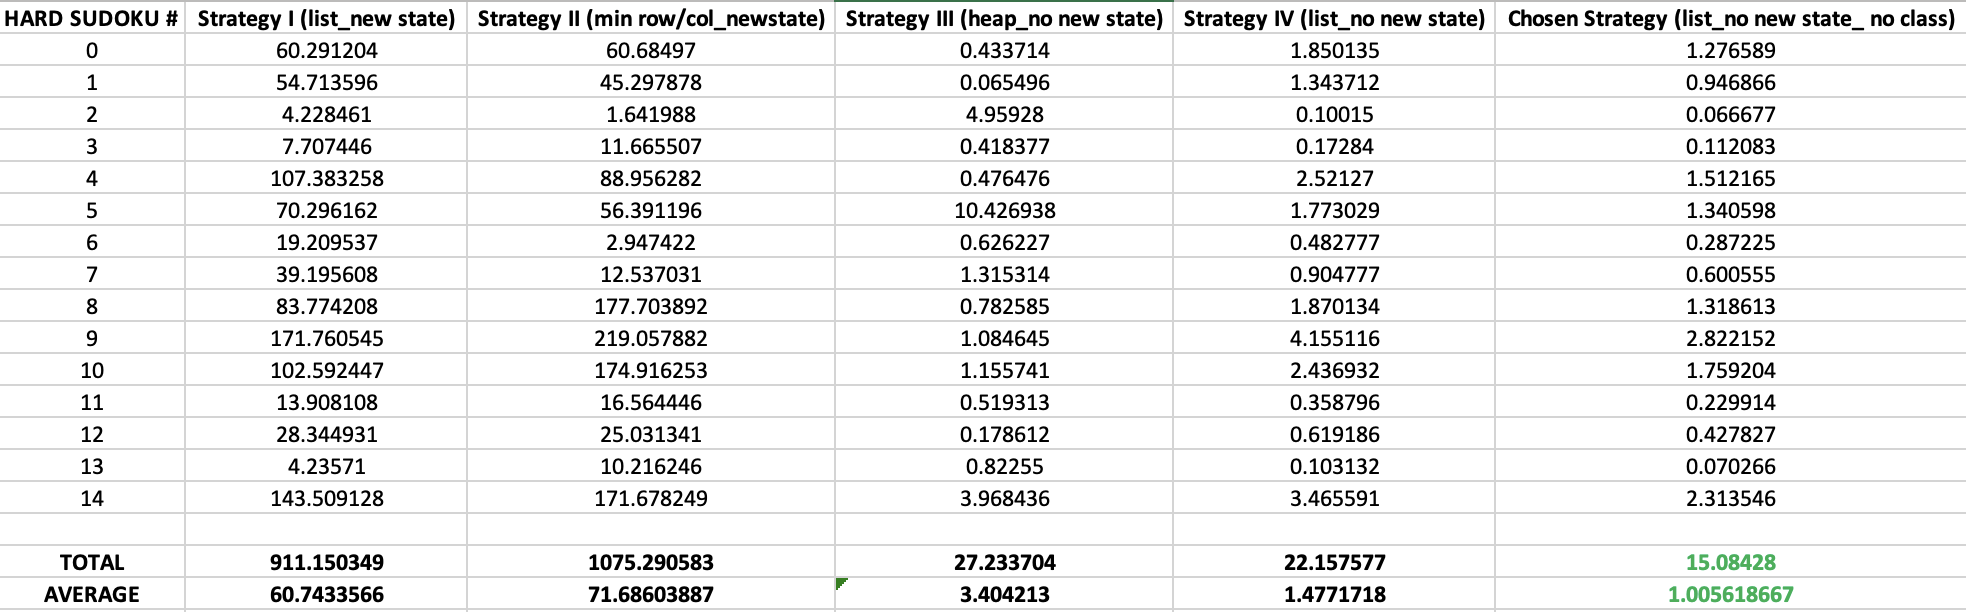 HARD SUDOKU # Strategy I (list_new state) Strategy II (min row/col_newstate) Strategy III (heap_no new state) Strategy IV (list_no new state) Chosen Strategy (list_no new state_ no class)
0 60.291204 60.68497 0.433714 1.850135 1.276589
1 54.713596 45.297878 0.065496 1.343712 0.946866
2 4.228461 1.641988 4.95928 0.10015 0.066677
3 7.707446 11.665507 0.418377 0.17284 0.112083
4 107.383258 88.956282 0.476476 2.52127 1.512165
5 70.296162 56.391196 10.426938 1.773029 1.340598
6 19.209537 2.947422 0.626227 0.482777 0.287225
7 39.195608 12.537031 1.315314 0.904777 0.600555
8 83.774208 177.703892 0.782585 1.870134 1.318613
9 171.760545 219.057882 1.084645 4.155116 2.822152
10 102.592447 174.916253 1.155741 2.436932 1.759204
11 13.908108 16.564446 0.519313 0.358796 0.229914
12 28.344931 25.031341 0.178612 0.619186 0.427827
13 4.23571 10.216246 0.82255 0.103132 0.070266
14 143.509128 171.678249 3.968436 3.465591 2.313546
TOTAL 911.150349 1075.290583 27.233704 22.157577 15.08428
AVERAGE 60.7433566 71.68603887 3.404213 1.4771718 1.005618667